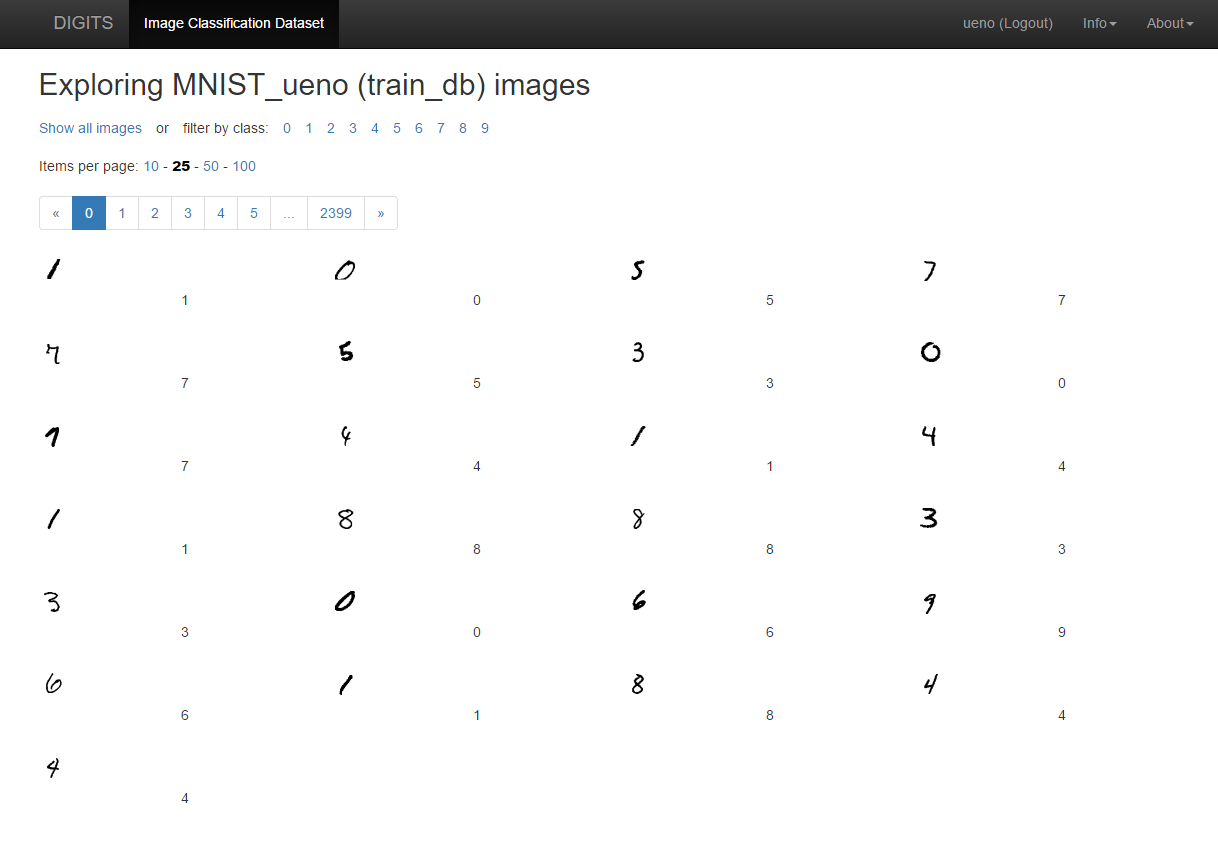 DIGITS Image Classification Dataset ueno (Logout) Info About
Exploring MNIST_ueno (train_db) images
Show all images or filter by class: 0 1 2 3 4 5 6 7 8 9
Items per page: 10 - 25 - 50 - 100
« 0 1 2 3 4 5 ... 2399 »
1 0 5 7
1 0 5 7
7 5 3 0
7 5 3 0
7 4 1 4
7 4 1 4
1 8 8 3
1 8 8 3
3 0 6 9
3 0 6 9
6 1 8 4
6 1 8 4
4
4